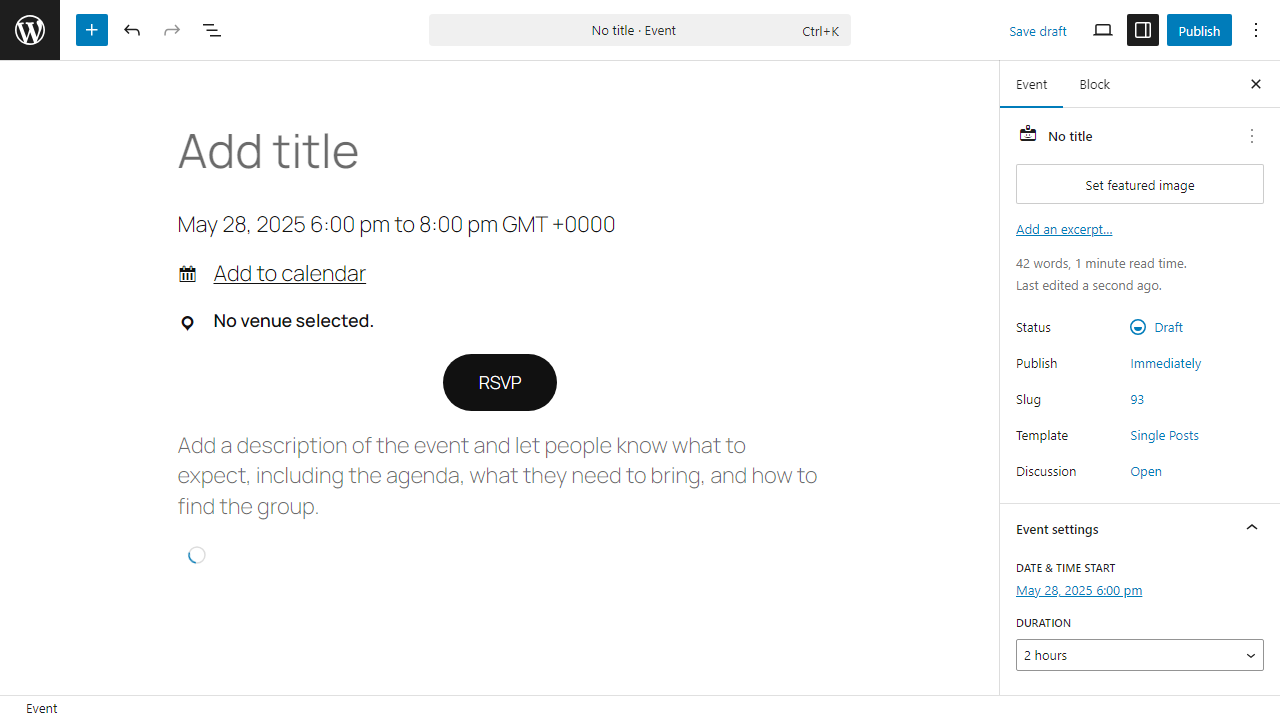 No title · Event
Ctrl+K
Save draft
Publish
Event
Block
No title
Set featured image
Add an excerpt...
42 words, 1 minute read time.
Last edited a second ago.
Status
Draft
Publish
Immediately
Slug
93
Template
Single Posts
Discussion
Open
Event settings
DATE & TIME START
May 28, 2025 6:00 pm
DURATION
2 hours
Add title
May 28, 2025 6:00 pm to 8:00 pm GMT +0000
Add to calendar
No venue selected.
RSVP
Add a description of the event and let people know what to
expect, including the agenda, what they need to bring, and how to
find the group.
Event